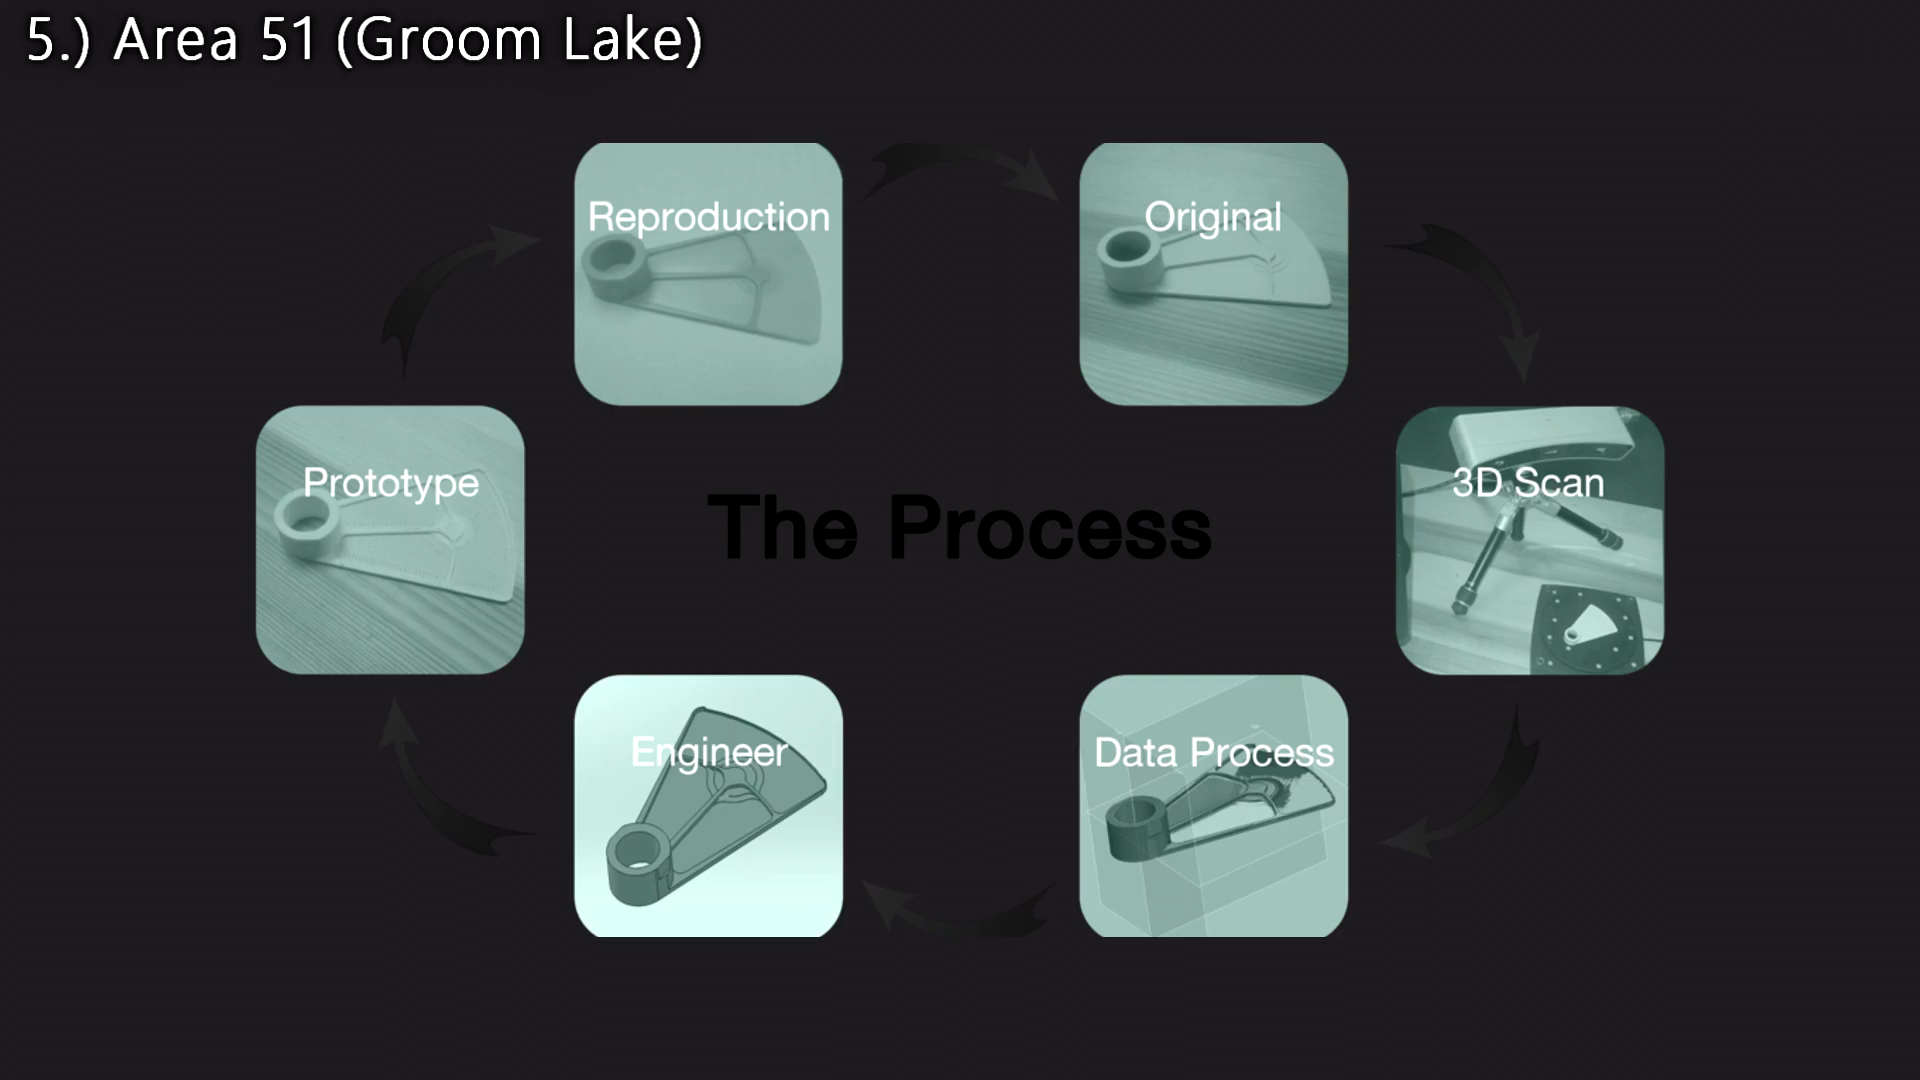 5.) Area 51 (Groom Lake)
Reproduction
Original
Prototype
3D Scan
The Process
Engineer
Data Process